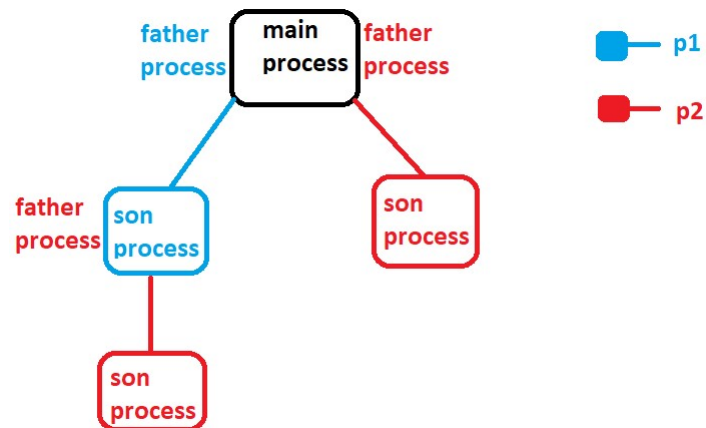 father
process
main
process
father
process
p1
p2
father
process
son
process
son
process
son
process